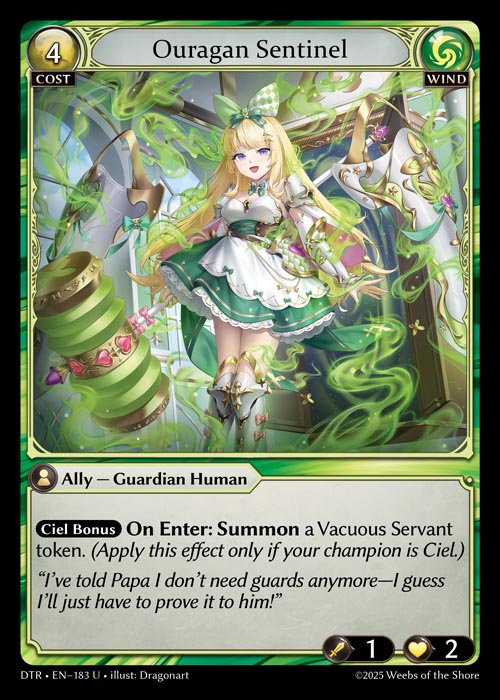 4
COST
Ouragan Sentinel
WIND
Ally — Guardian Human
Ciel Bonus On Enter: Summon a Vacuous Servant
token. (Apply this effect only if your champion is Ciel.)
“I’ve told Papa I don’t need guards anymore—I guess
I’ll just have to prove it to him!”
1
2
DTR • EN–183 U • illust: Dragonart
©2025 Weebs of the Shore